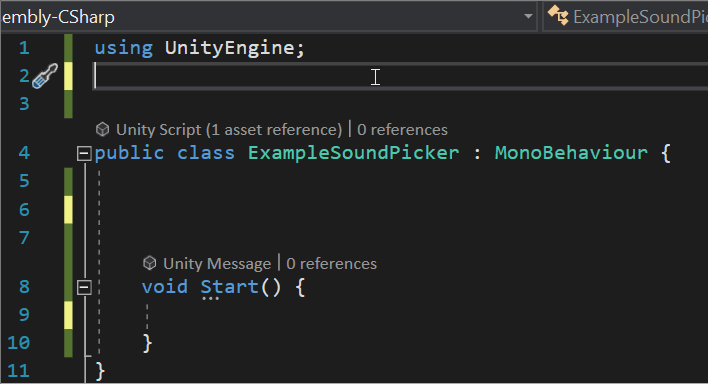 embly-CSharp
ExampleSoundPic
1 using UnityEngine;
2
3
Unity Script (1 asset reference) | 0 references
4 public class ExampleSoundPicker : MonoBehaviour {
5
6
7
Unity Message | 0 references
8 void Start() {
9
10 }
11 }